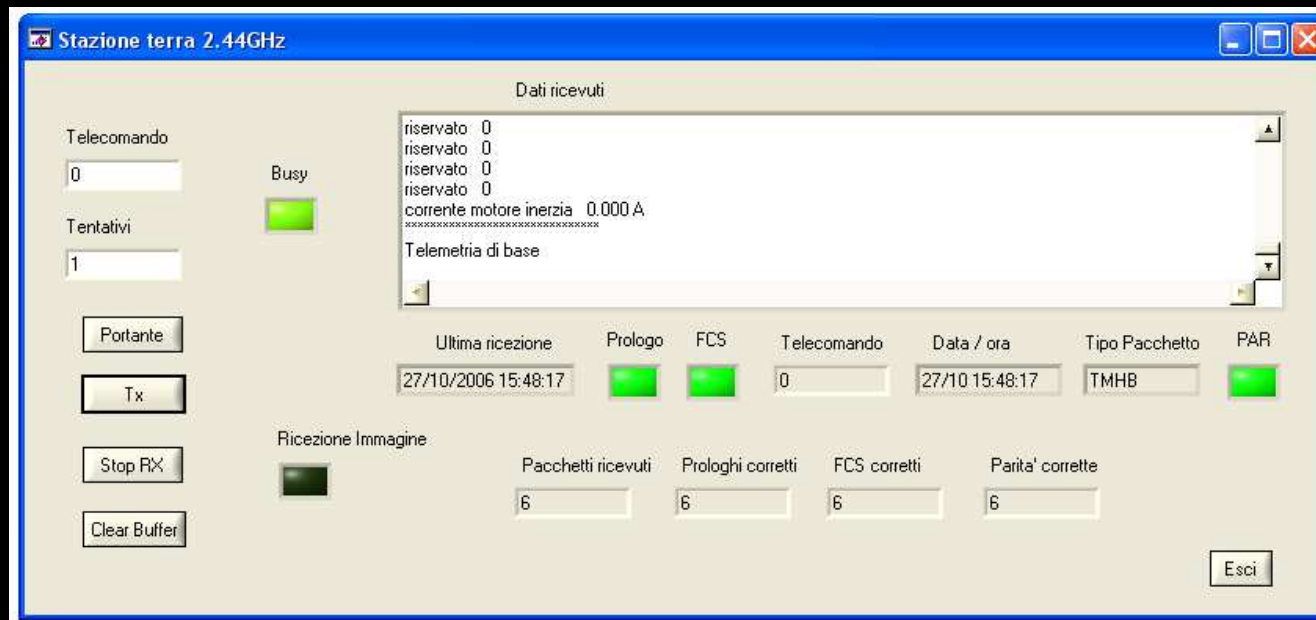 Stazione terra 2.44GHz
Dati ricevuti
Telecomando
0
Busy
Tentativi
1
riservato 0
riservato 0
riservato 0
riservato 0
corrente motore inerzia 0.000 A
*******************************
Telemetria di base
Portante
Tx
Stop RX
Clear Buffer
Ultima ricezione Prologo FCS Telecomando Data / ora Tipo Pacchetto PAR
27/10/2006 15:48:17 0 27/10 15:48:17 TMHB
Ricezione Immagine
Pacchetti ricevuti Prologhi corretti FCS corretti Parita' corrette
6 6 6 6
Esci